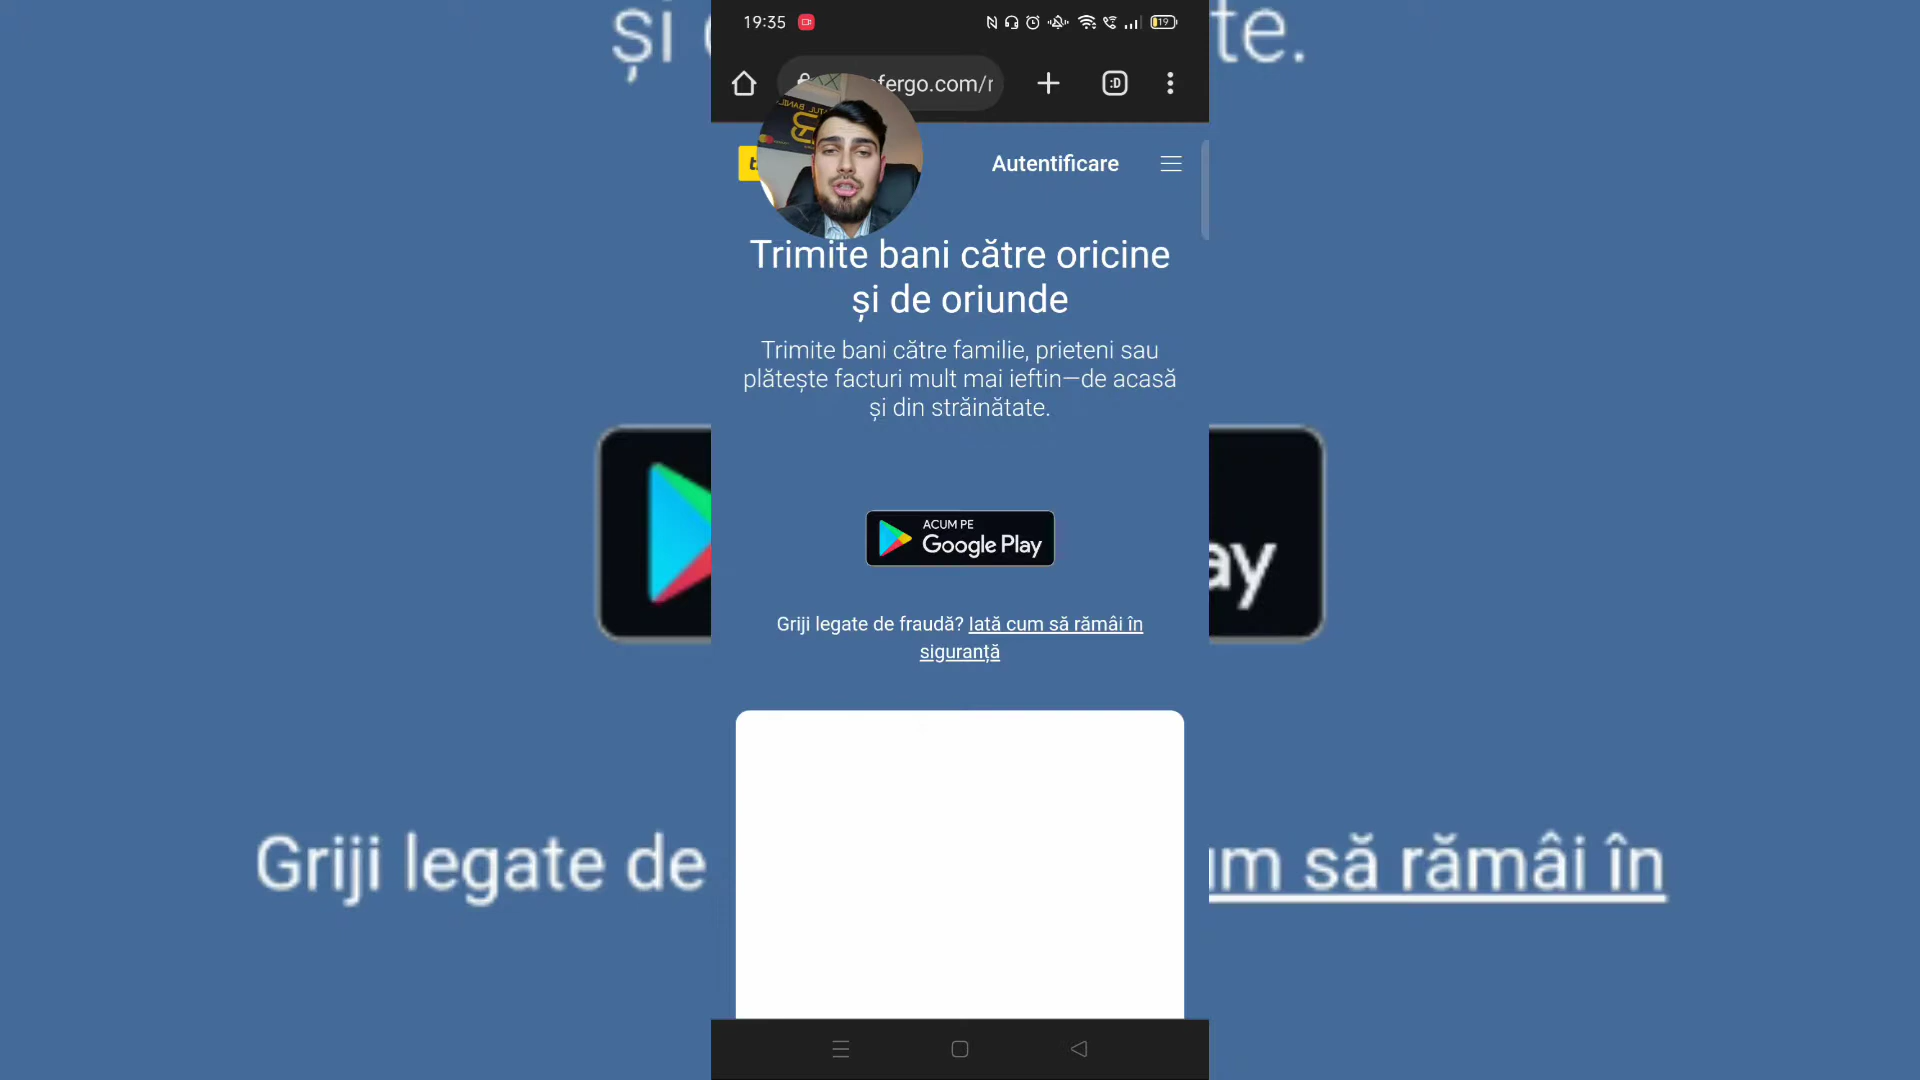 19:35
19
fergo.com/r
:D
Autentificare
Trimite bani către oricine
și de oriunde
Trimite bani către familie, prieteni sau
plătește facturi mult mai ieftin—de acasă
și din străinătate.
ACUM PE
Google Play
Griji legate de fraudă? Iată cum să rămâi în
siguranță
și
te.
ay
Griji legate de
um să rămâi în